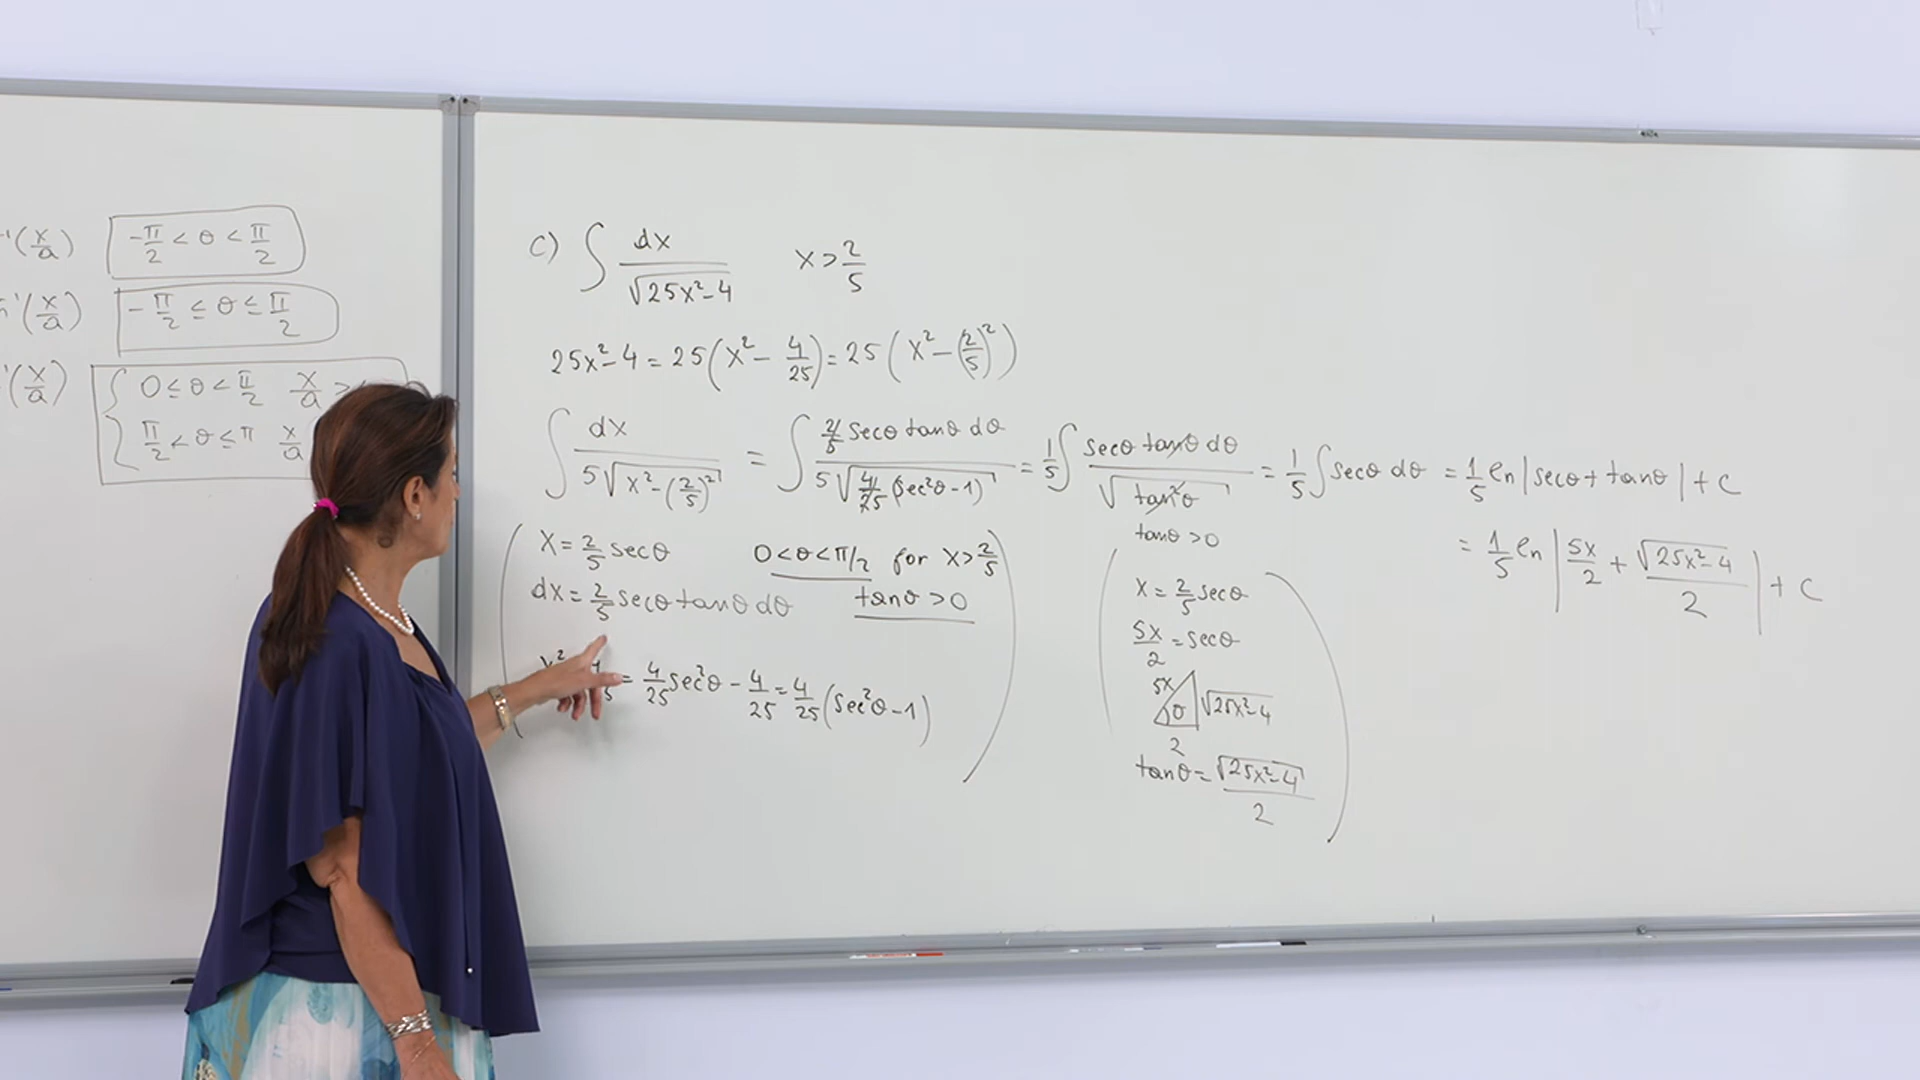 (x/a) -π/2 < θ < π/2
(x/a) -π/2 ≤ θ ≤ π/2
(x/a) { 0 ≤ θ < π/2 x/a >
π/2 < θ ≤ π x/a
c) ∫ dx/√(25x²-4) x > 2/5
25x²-4 = 25(x² - 4/25) = 25(x² - (2/5)²)
∫ dx/(5√(x²-(2/5)²)) = ∫ (2/5 secθ tanθ dθ)/(5√(4/25 (sec²θ-1))) = 1/5 ∫ (secθ tanθ dθ)/√(tan²θ) = 1/5 ∫ secθ dθ = 1/5 ln|secθ + tanθ| + C
tanθ > 0
= 1/5 ln|5x/2 + √(25x²-4)/2| + C
x = 2/5 secθ 0 < θ < π/2 for x > 2/5
dx = 2/5 secθ tanθ dθ tanθ > 0
= 4/25 sec²θ - 4/25 = 4/25 (sec²θ - 1)
x = 2/5 secθ
5x/2 = secθ
5x θ √(25x²-4)
2
tanθ = √(25x²-4)/2